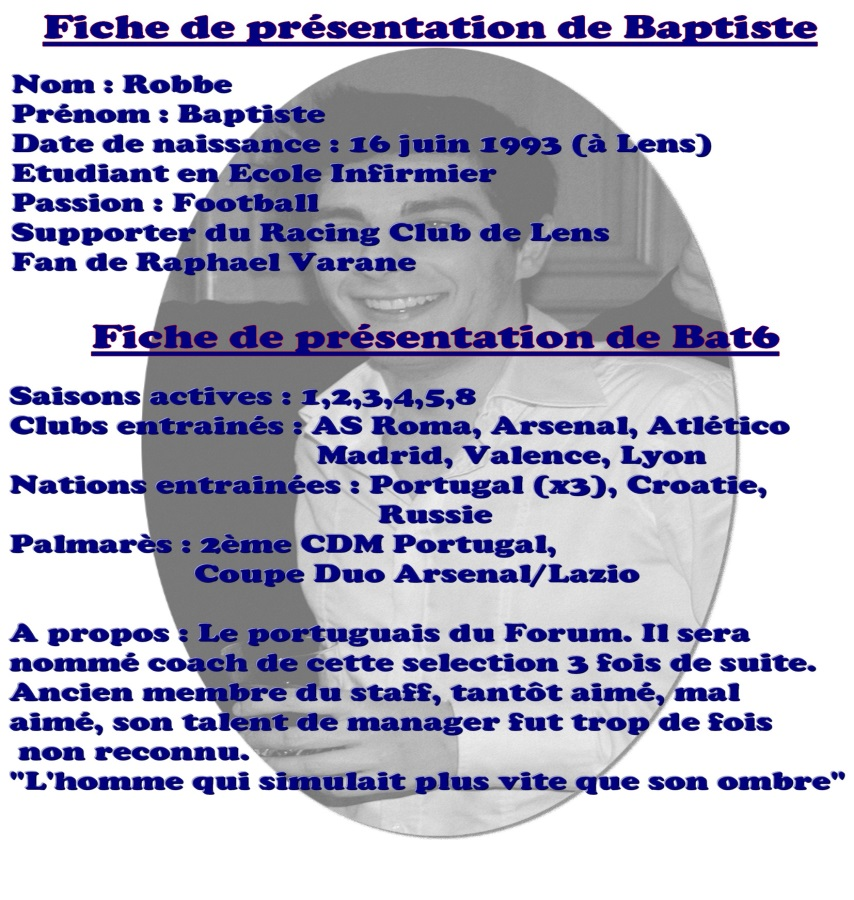 Fiche de présentation de Baptiste
Nom : Robbe
Prénom : Baptiste
Date de naissance : 16 juin 1993 (à Lens)
Etudiant en Ecole Infirmier
Passion : Football
Supporter du Racing Club de Lens
Fan de Raphael Varane
Fiche de présentation de Bat6
Saisons actives : 1,2,3,4,5,8
Clubs entrainés : AS Roma, Arsenal, Atlético
Madrid, Valence, Lyon
Nations entrainées : Portugal (x3), Croatie,
Russie
Palmarès : 2ème CDM Portugal,
Coupe Duo Arsenal/Lazio
A propos : Le portuguais du Forum. Il sera
nommé coach de cette selection 3 fois de suite.
Ancien membre du staff, tantôt aimé, mal
aimé, son talent de manager fut trop de fois
non reconnu.
"L'homme qui simulait plus vite que son ombre"